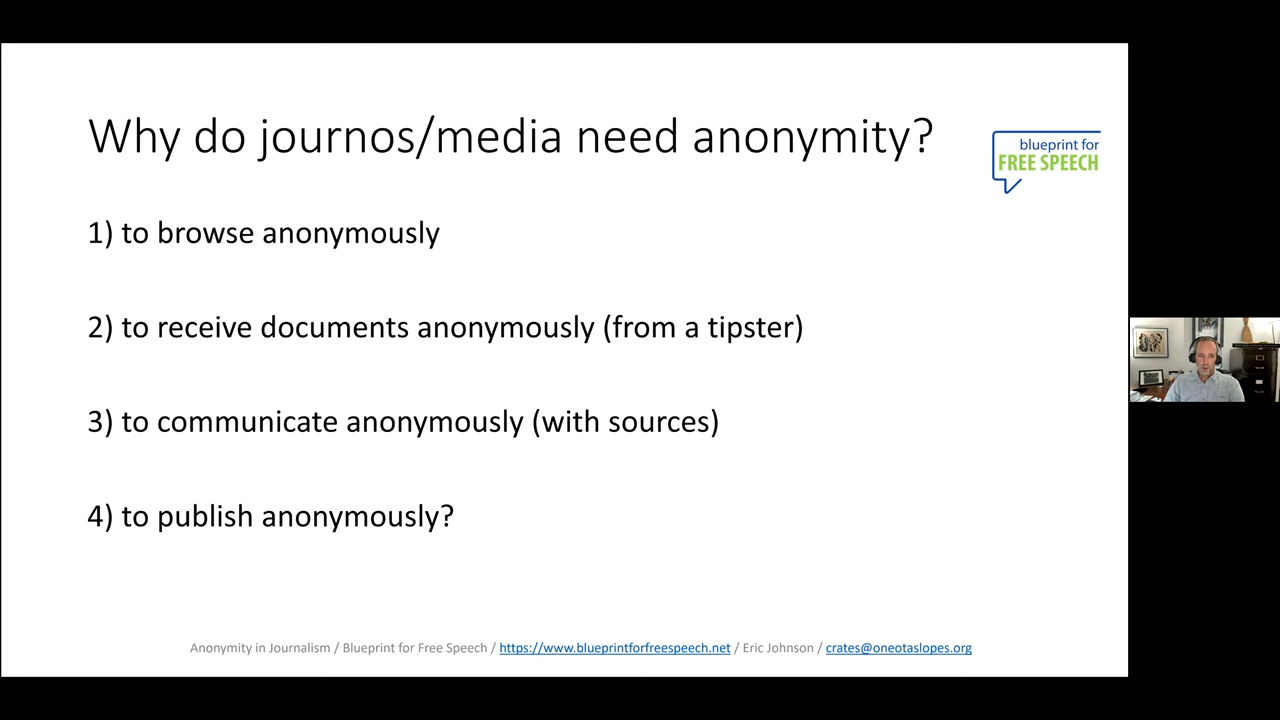 Why do journos/media need anonymity?
blueprint for
FREE SPEECH
1) to browse anonymously
2) to receive documents anonymously (from a tipster)
3) to communicate anonymously (with sources)
4) to publish anonymously?
Anonymity in Journalism / Blueprint for Free Speech / https://www.blueprintforfreespeech.net / Eric Johnson / crates@oneotaslopes.org